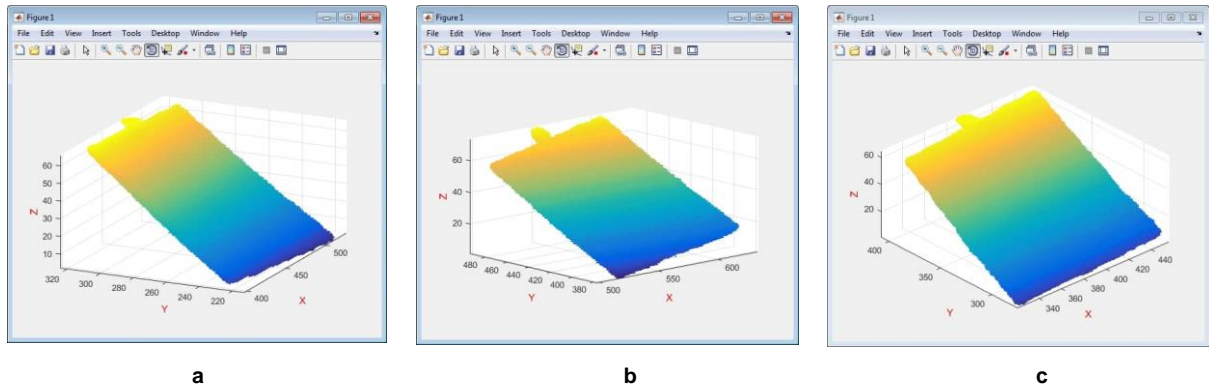 Figure 1
File Edit View Insert Tools Desktop Window Help
60
50
40
30
20
10
Z
320 300 280 260 240 220
Y
400 450 500
X
a
Figure 1
File Edit View Insert Tools Desktop Window Help
60
40
20
Z
480 460 440 420 400 380
Y
500 550 600
X
b
Figure 1
File Edit View Insert Tools Desktop Window Help
60
40
20
Z
400 350 300
Y
340 360 380 400 420 440
X
c